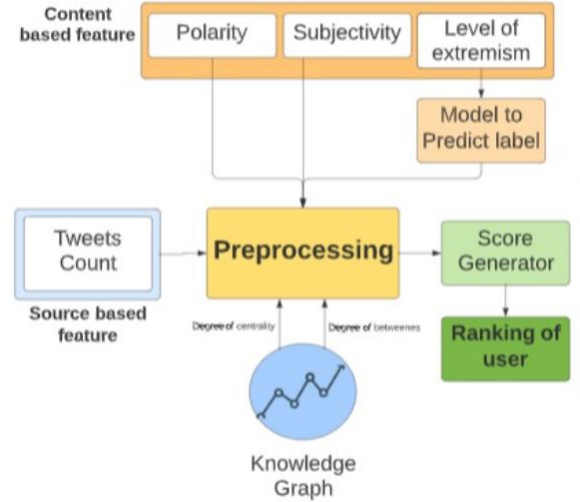 Content
based feature
Polarity
Subjectivity
Level of
extremism
Model to
Predict label
Tweets
Count
Source based
feature
Preprocessing
Score
Generator
Ranking of
user
Degree of centrality
Degree of betweenes
Knowledge
Graph